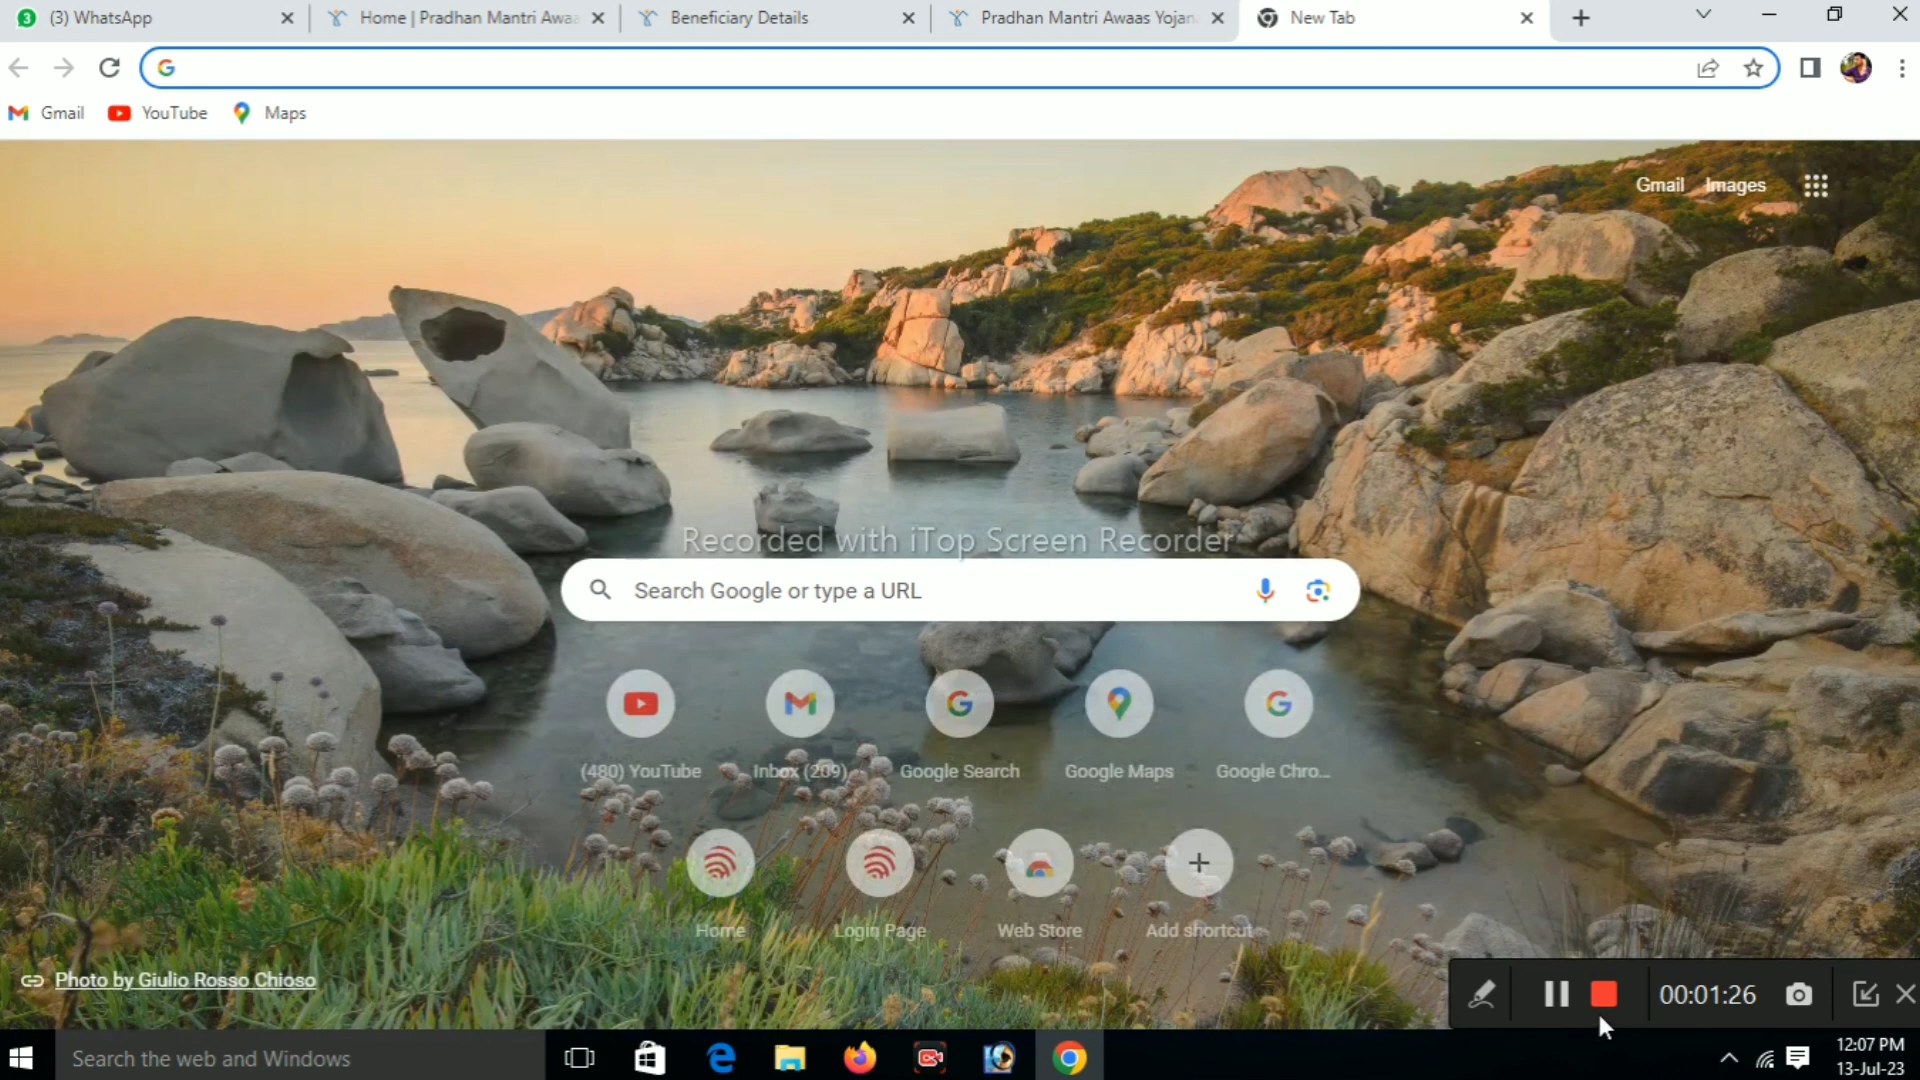 3 (3) WhatsApp
Home | Pradhan Mantri Awaa
Beneficiary Details
Pradhan Mantri Awaas Yojan
New Tab
Gmail
YouTube
Maps
Gmail Images
Recorded with iTop Screen Recorder
Search Google or type a URL
(480) YouTube
Inbox (209)
Google Search
Google Maps
Google Chro...
Home
Login Page
Web Store
Add shortcut
Photo by Giulio Rosso Chioso
00:01:26
Search the web and Windows
12:07 PM
13-Jul-23